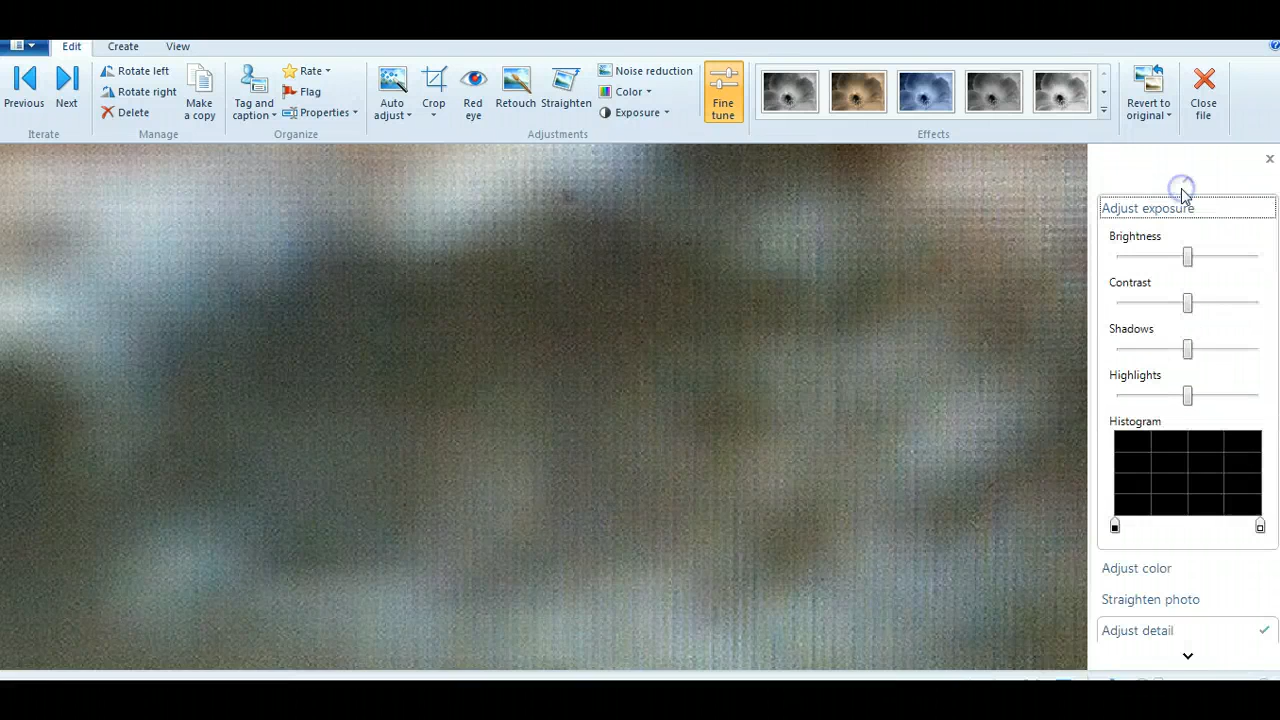 Edit Create View
Previous
Next
Rotate left
Rotate right
Delete
Make a copy
Tag and caption
Rate
Flag
Properties
Auto adjust
Crop
Red eye
Retouch
Straighten
Noise reduction
Color
Exposure
Fine tune
Revert to original
Close file
Iterate Manage Organize Adjustments Effects
Adjust exposure
Brightness
Contrast
Shadows
Highlights
Histogram
Adjust color
Straighten photo
Adjust detail